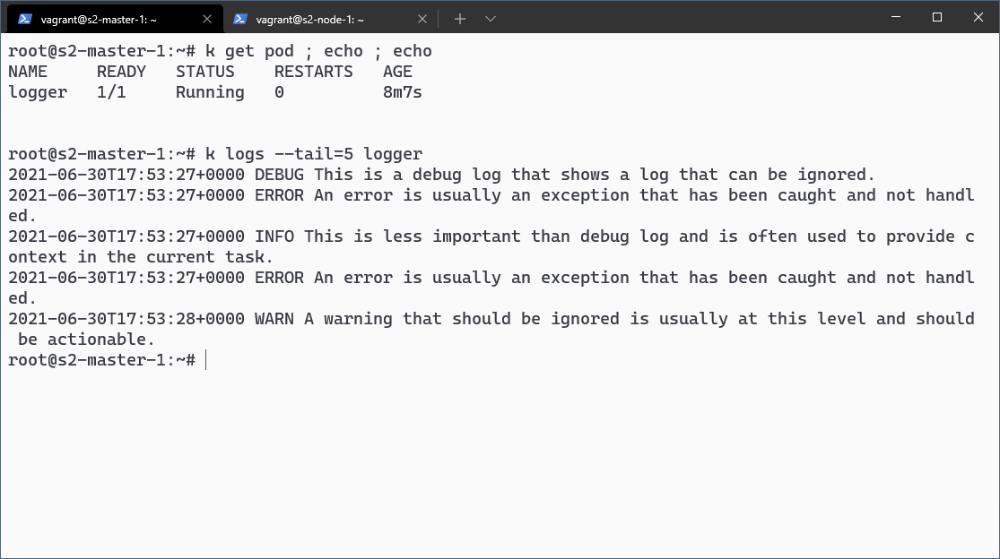 vagrant@s2-master-1: ~
vagrant@s2-node-1: ~
root@s2-master-1:~# k get pod ; echo ; echo
NAME     READY   STATUS    RESTARTS   AGE
logger   1/1     Running   0          8m7s
root@s2-master-1:~# k logs --tail=5 logger
2021-06-30T17:53:27+0000 DEBUG This is a debug log that shows a log that can be ignored.
2021-06-30T17:53:27+0000 ERROR An error is usually an exception that has been caught and not handl
ed.
2021-06-30T17:53:27+0000 INFO This is less important than debug log and is often used to provide c
ontext in the current task.
2021-06-30T17:53:27+0000 ERROR An error is usually an exception that has been caught and not handl
ed.
2021-06-30T17:53:28+0000 WARN A warning that should be ignored is usually at this level and should
 be actionable.
root@s2-master-1:~#